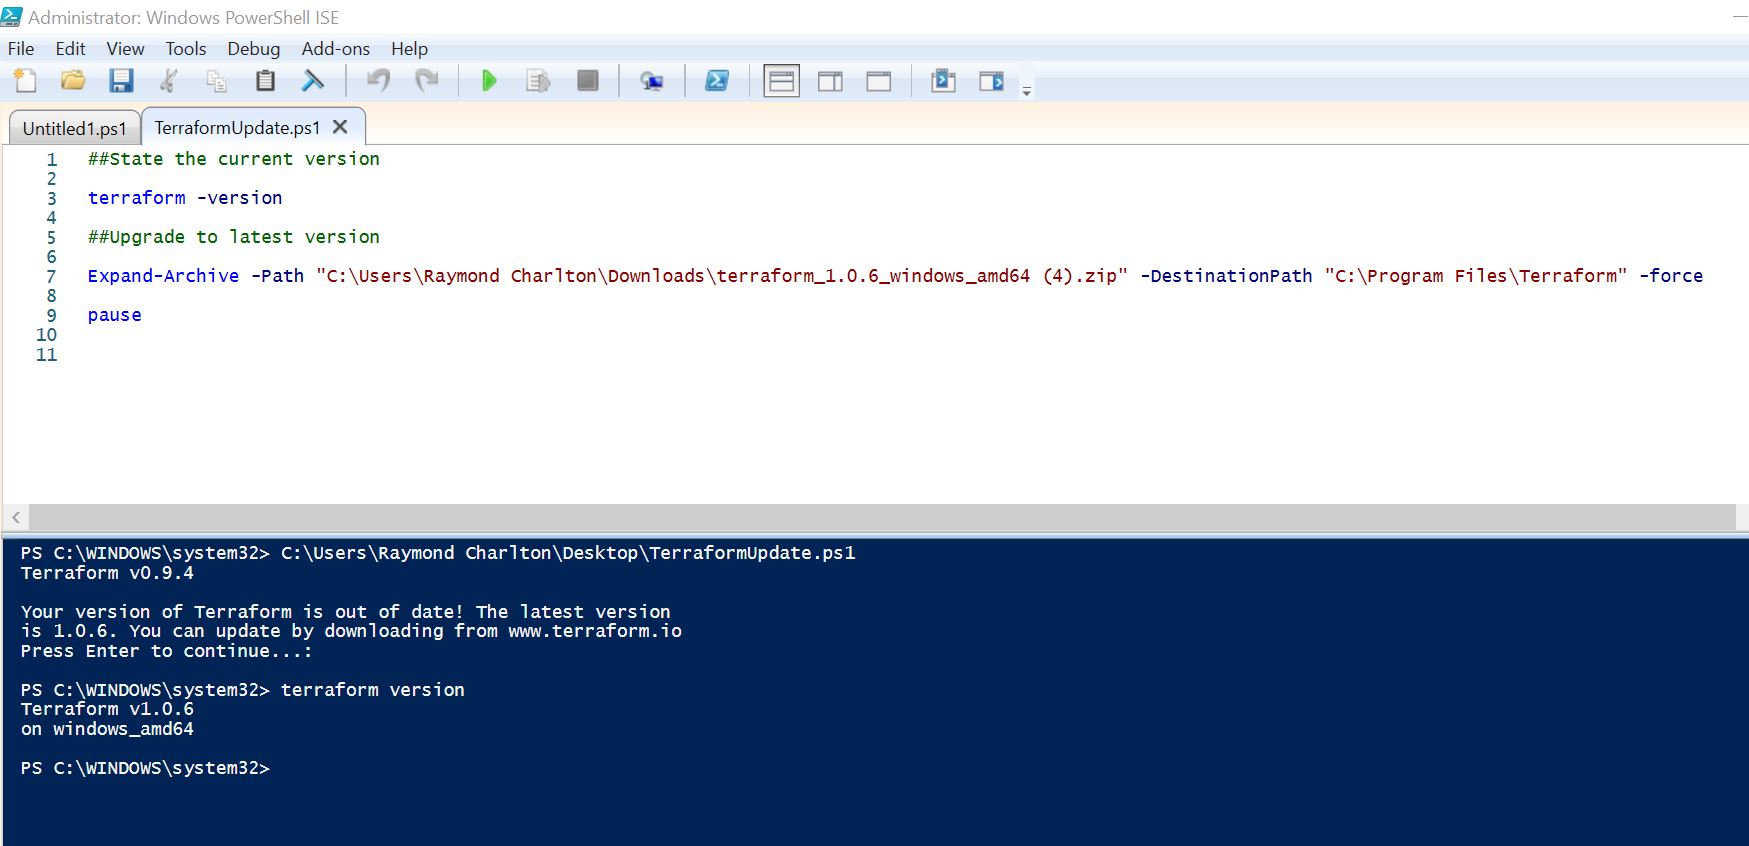 Administrator: Windows PowerShell ISE
File Edit View Tools Debug Add-ons Help
Untitled1.ps1 TerraformUpdate.ps1 X
1 ##State the current version
2
3 terraform -version
4
5 ##Upgrade to latest version
6
7 Expand-Archive -Path "C:\Users\Raymond Charlton\Downloads\terraform_1.0.6_windows_amd64 (4).zip" -DestinationPath "C:\Program Files\Terraform" -force
8
9 pause
10
11
PS C:\WINDOWS\system32> C:\Users\Raymond Charlton\Desktop\TerraformUpdate.ps1
Terraform v0.9.4
Your version of Terraform is out of date! The latest version
is 1.0.6. You can update by downloading from www.terraform.io
Press Enter to continue...:
PS C:\WINDOWS\system32> terraform version
Terraform v1.0.6
on windows_amd64
PS C:\WINDOWS\system32>